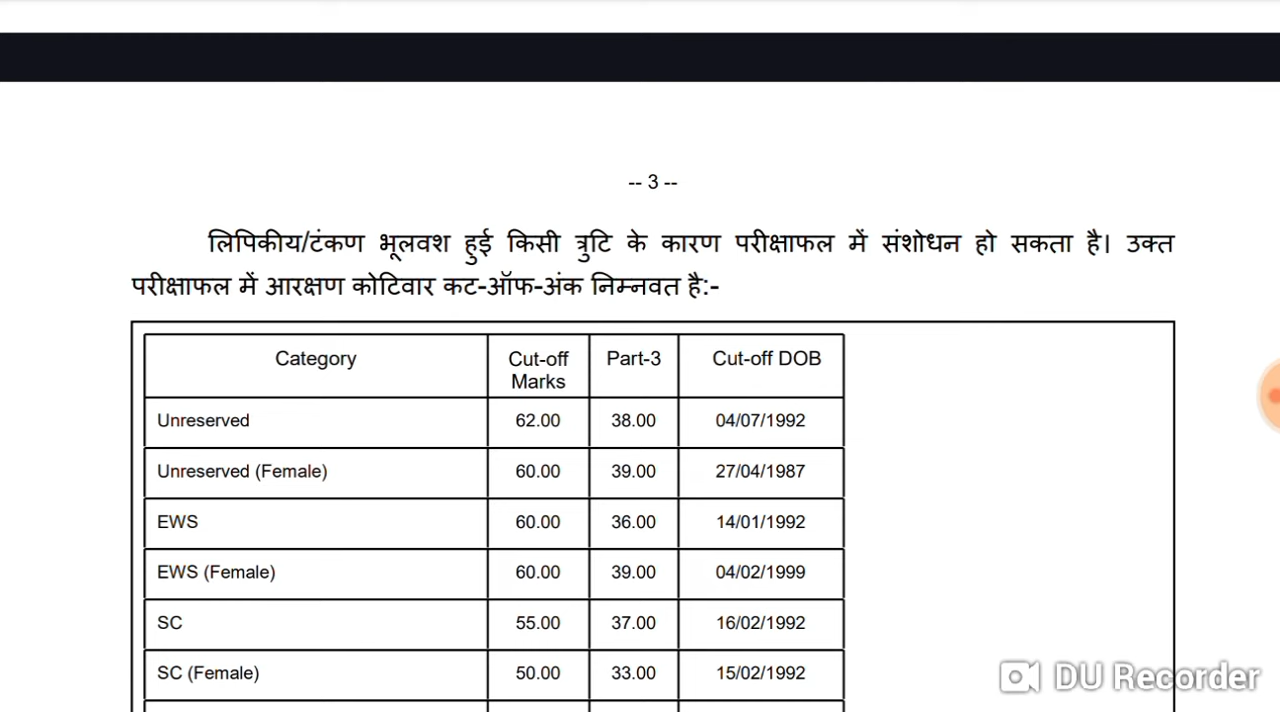 -- 3 --
लिपिकीय/टंकण भूलवश हुई किसी त्रुटि के कारण परीक्षाफल में संशोधन हो सकता है। उक्त
परीक्षाफल में आरक्षण कोटिवार कट-ऑफ-अंक निम्नवत है:-
Category Cut-off Marks Part-3 Cut-off DOB
Unreserved 62.00 38.00 04/07/1992
Unreserved (Female) 60.00 39.00 27/04/1987
EWS 60.00 36.00 14/01/1992
EWS (Female) 60.00 39.00 04/02/1999
SC 55.00 37.00 16/02/1992
SC (Female) 50.00 33.00 15/02/1992
DU Recorder